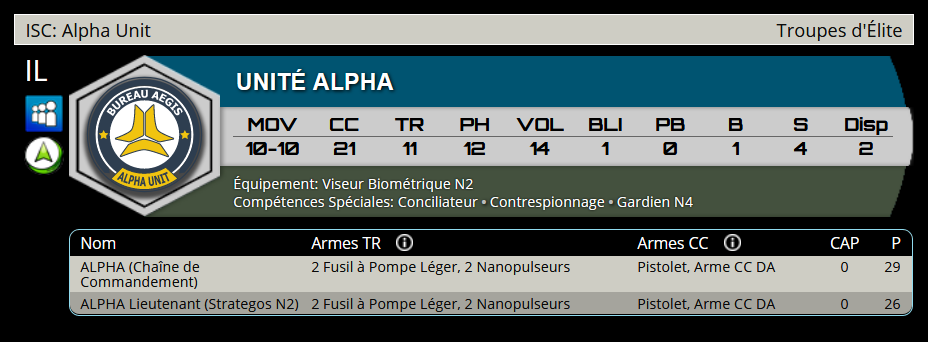 ISC: Alpha Unit Troupes d'Élite
IL
UNITÉ ALPHA
BUREAU AEGIS
ALPHA UNIT
MOV CC TR PH VOL BLI PB B S Disp
10-10 21 11 12 14 1 0 1 4 2
Équipement: Viseur Biométrique N2
Compétences Spéciales: Conciliateur • Contrespionnage • Gardien N4
Nom Armes TR i Armes CC i CAP P
ALPHA (Chaîne de Commandement) 2 Fusil à Pompe Léger, 2 Nanopulseurs Pistolet, Arme CC DA 0 29
ALPHA Lieutenant (Strategos N2) 2 Fusil à Pompe Léger, 2 Nanopulseurs Pistolet, Arme CC DA 0 26